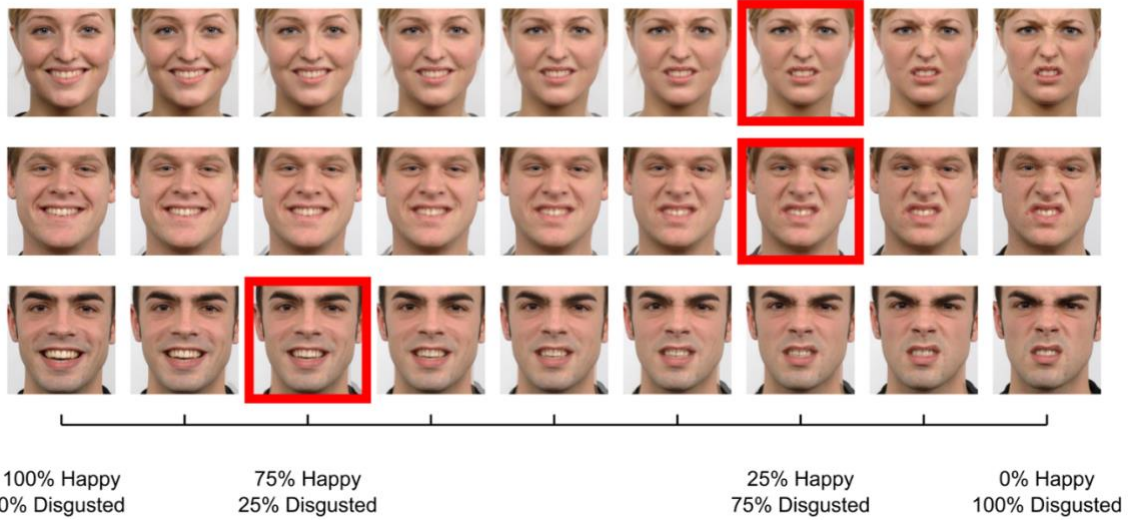 100% Happy
0% Disgusted
75% Happy
25% Disgusted
25% Happy
75% Disgusted
0% Happy
100% Disgusted